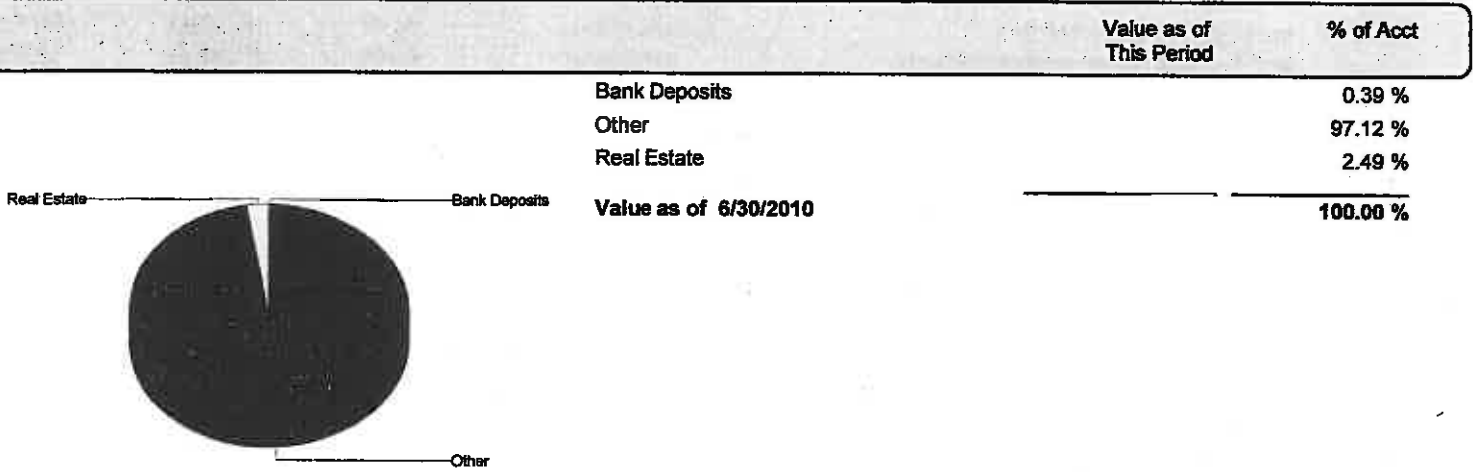 Value as of % of Acct
This Period
Bank Deposits 0.39 %
Other 97.12 %
Real Estate 2.49 %
Value as of 6/30/2010 100.00 %
Real Estate Bank Deposits
Other